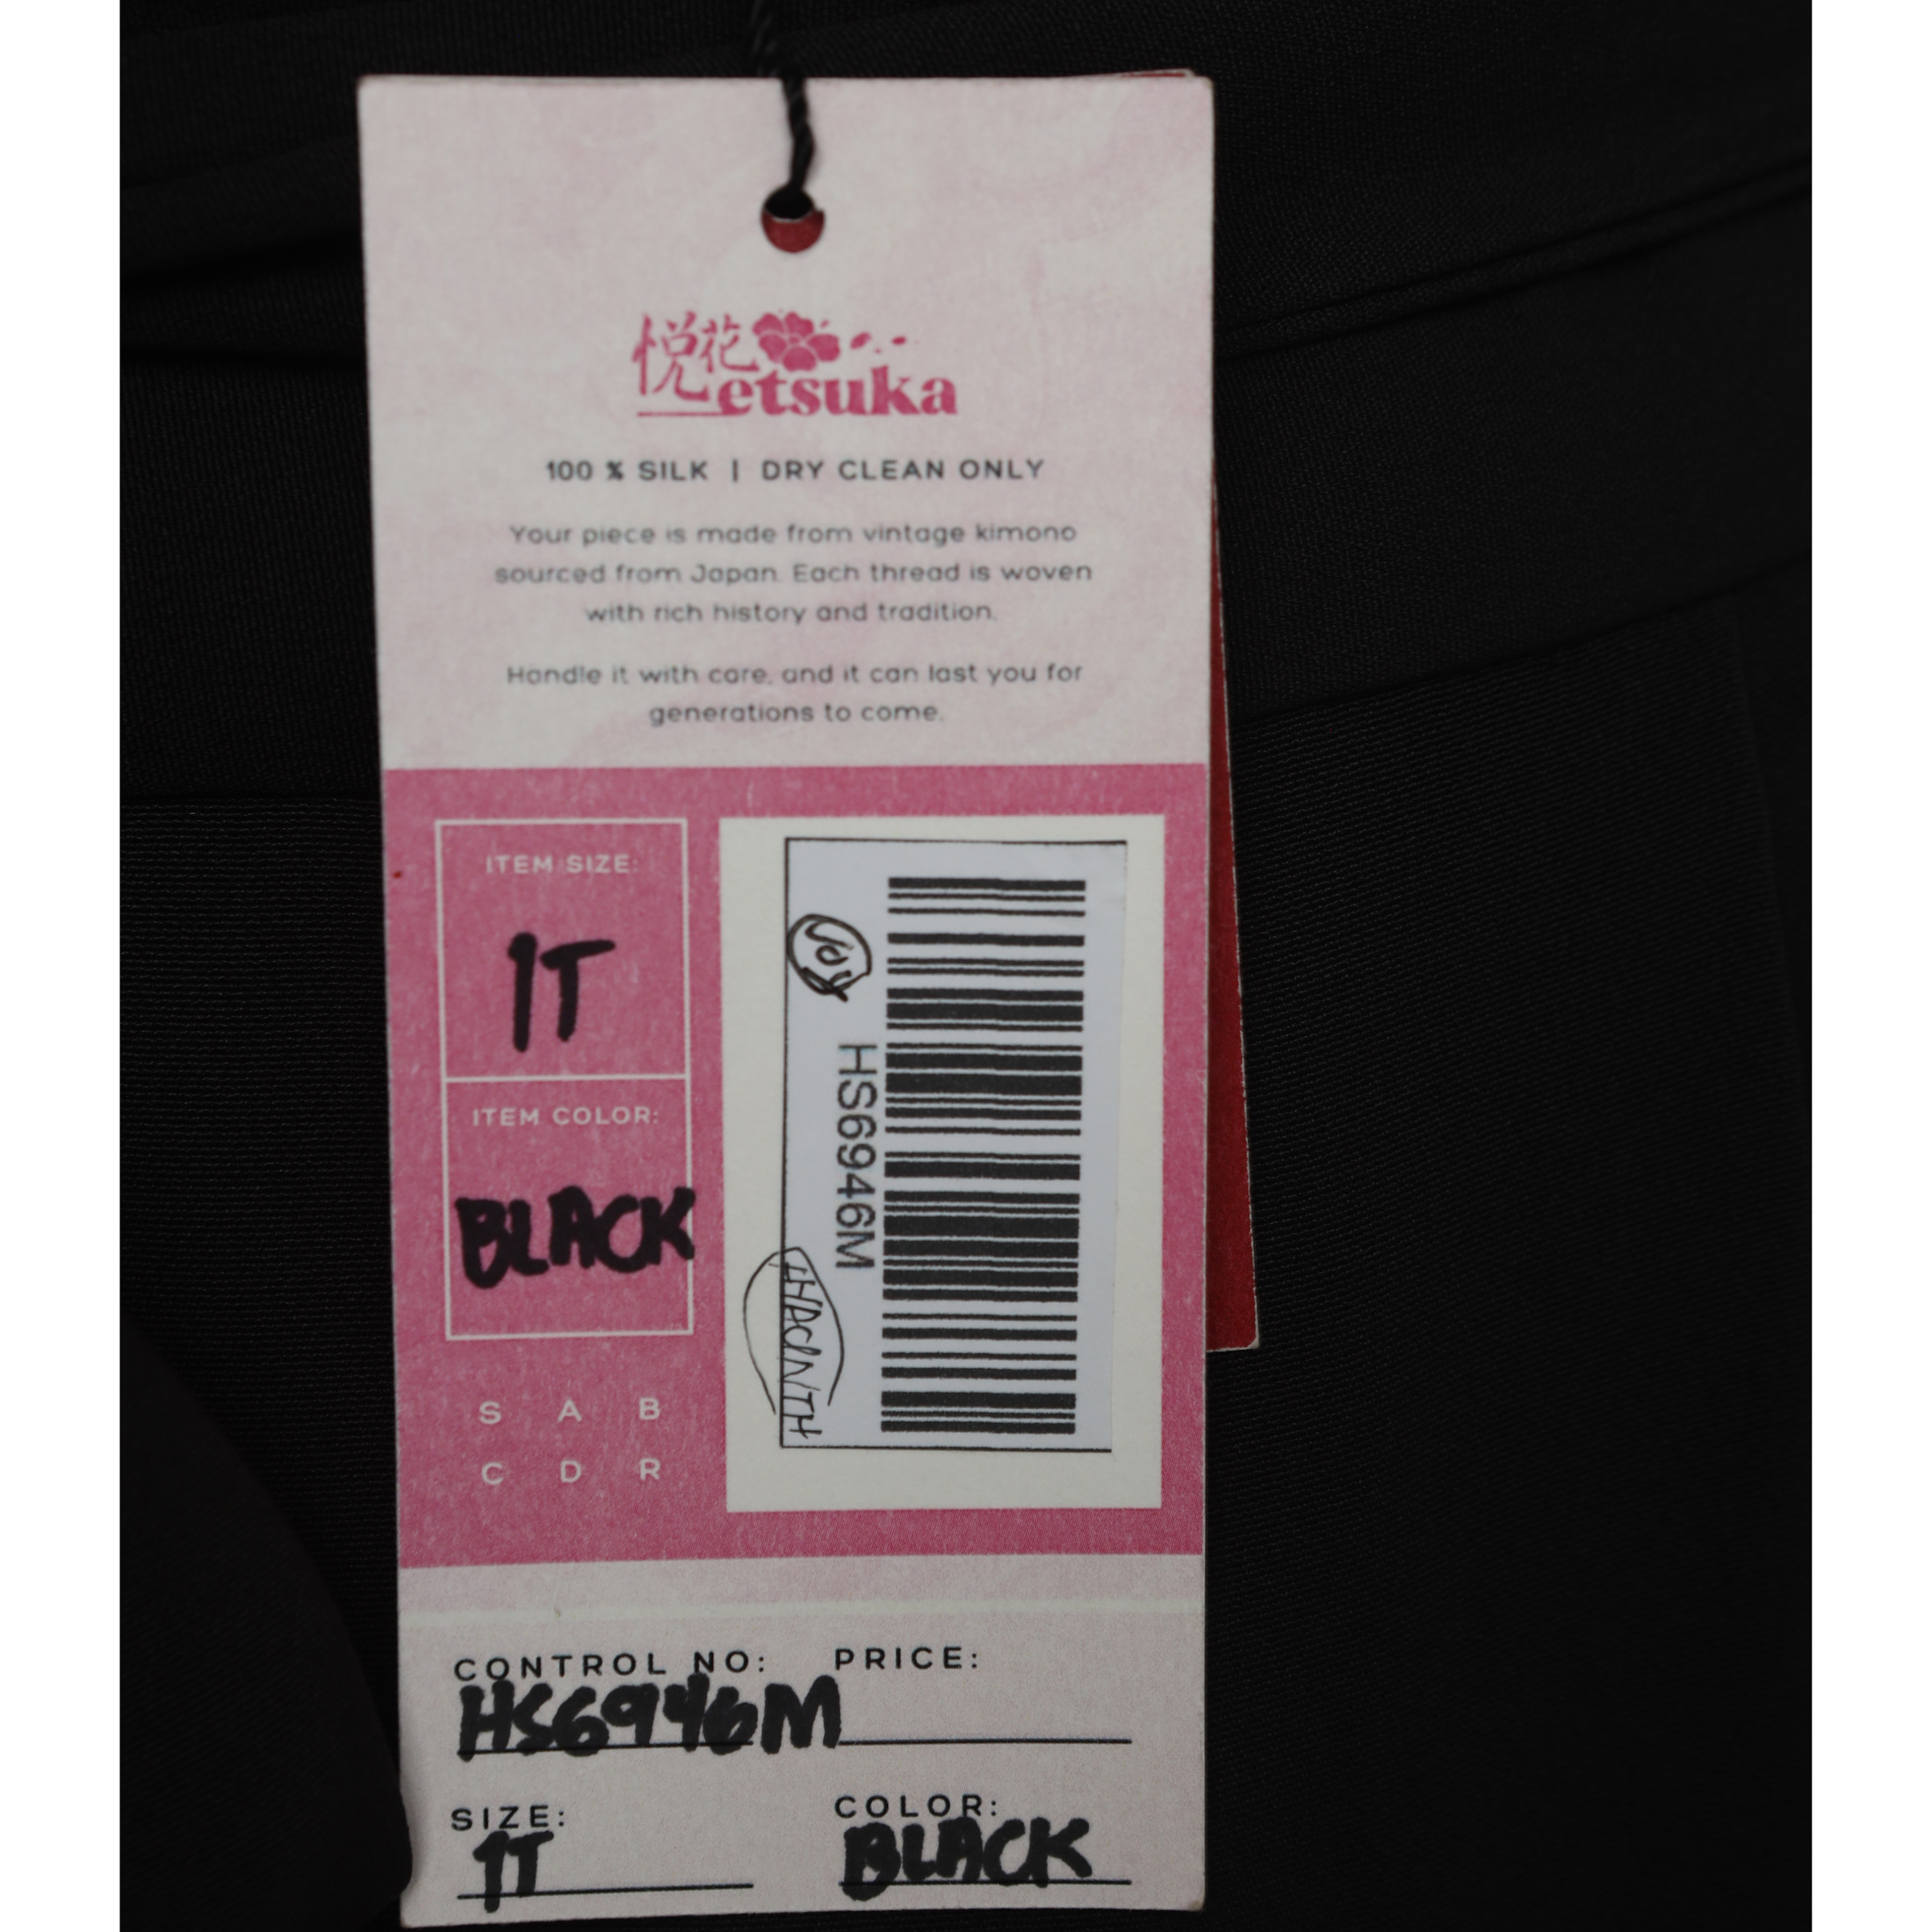 悦花
etsuka
100 % SILK | DRY CLEAN ONLY
Your piece is made from vintage kimono
sourced from Japan. Each thread is woven
with rich history and tradition.
Handle it with care, and it can last you for
generations to come.
ITEM SIZE:
1T
ITEM COLOR:
BLACK
S A B
C D R
HS6946M
CONTROL NO:
HS6946M
PRICE:
SIZE:
1T
COLOR:
BLACK